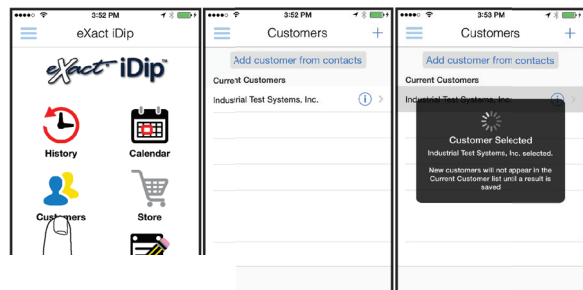 3:52 PM
eXact iDip
eXact iDip™
History
Calendar
Customers
Store
3:52 PM
Customers
+
Add customer from contacts
Current Customers
Industrial Test Systems, Inc.
3:53 PM
Customers
+
Add customer from contacts
Current Customers
Industrial Test Systems, Inc.
Customer Selected
Industrial Test Systems, Inc. selected.
New customers will not appear in the
Current Customer list until a result is
saved